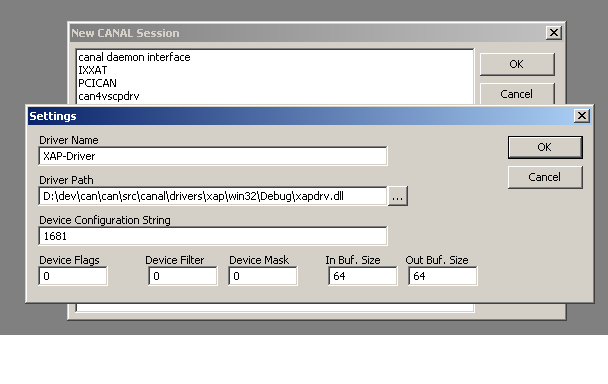 New CANAL Session
canal daemon interface
IXXAT
PCICAN
can4vscpdrv
OK
Cancel
Settings
Driver Name
XAP-Driver
OK
Cancel
Driver Path
D:\dev\can\can\src\canal\drivers\xap\win32\Debug\xapdrv.dll
...
Device Configuration String
1681
Device Flags Device Filter Device Mask In Buf. Size Out Buf. Size
0 0 0 64 64